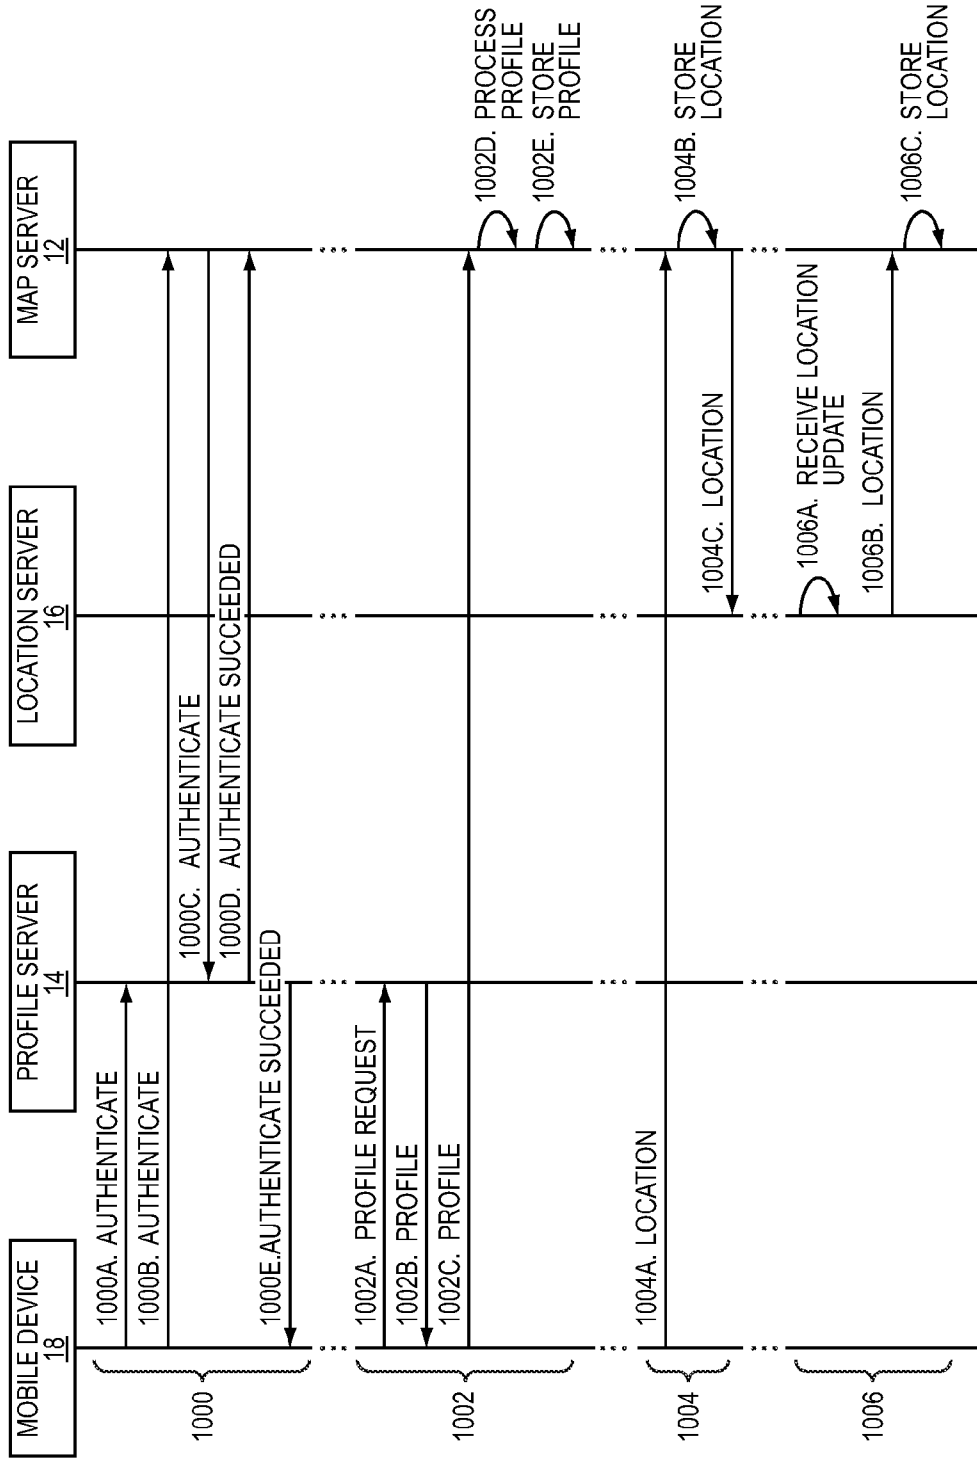 MOBILE DEVICE
18
PROFILE SERVER
14
LOCATION SERVER
16
MAP SERVER
12
1000
1000A. AUTHENTICATE
1000B. AUTHENTICATE
1000C. AUTHENTICATE
1000D. AUTHENTICATE SUCCEEDED
1000E.AUTHENTICATE SUCCEEDED
1002
1002A. PROFILE REQUEST
1002B. PROFILE
1002C. PROFILE
1002D. PROCESS
PROFILE
1002E. STORE
PROFILE
1004
1004A. LOCATION
1004B. STORE
LOCATION
1004C. LOCATION
1006
1006A. RECEIVE LOCATION
UPDATE
1006B. LOCATION
1006C. STORE
LOCATION